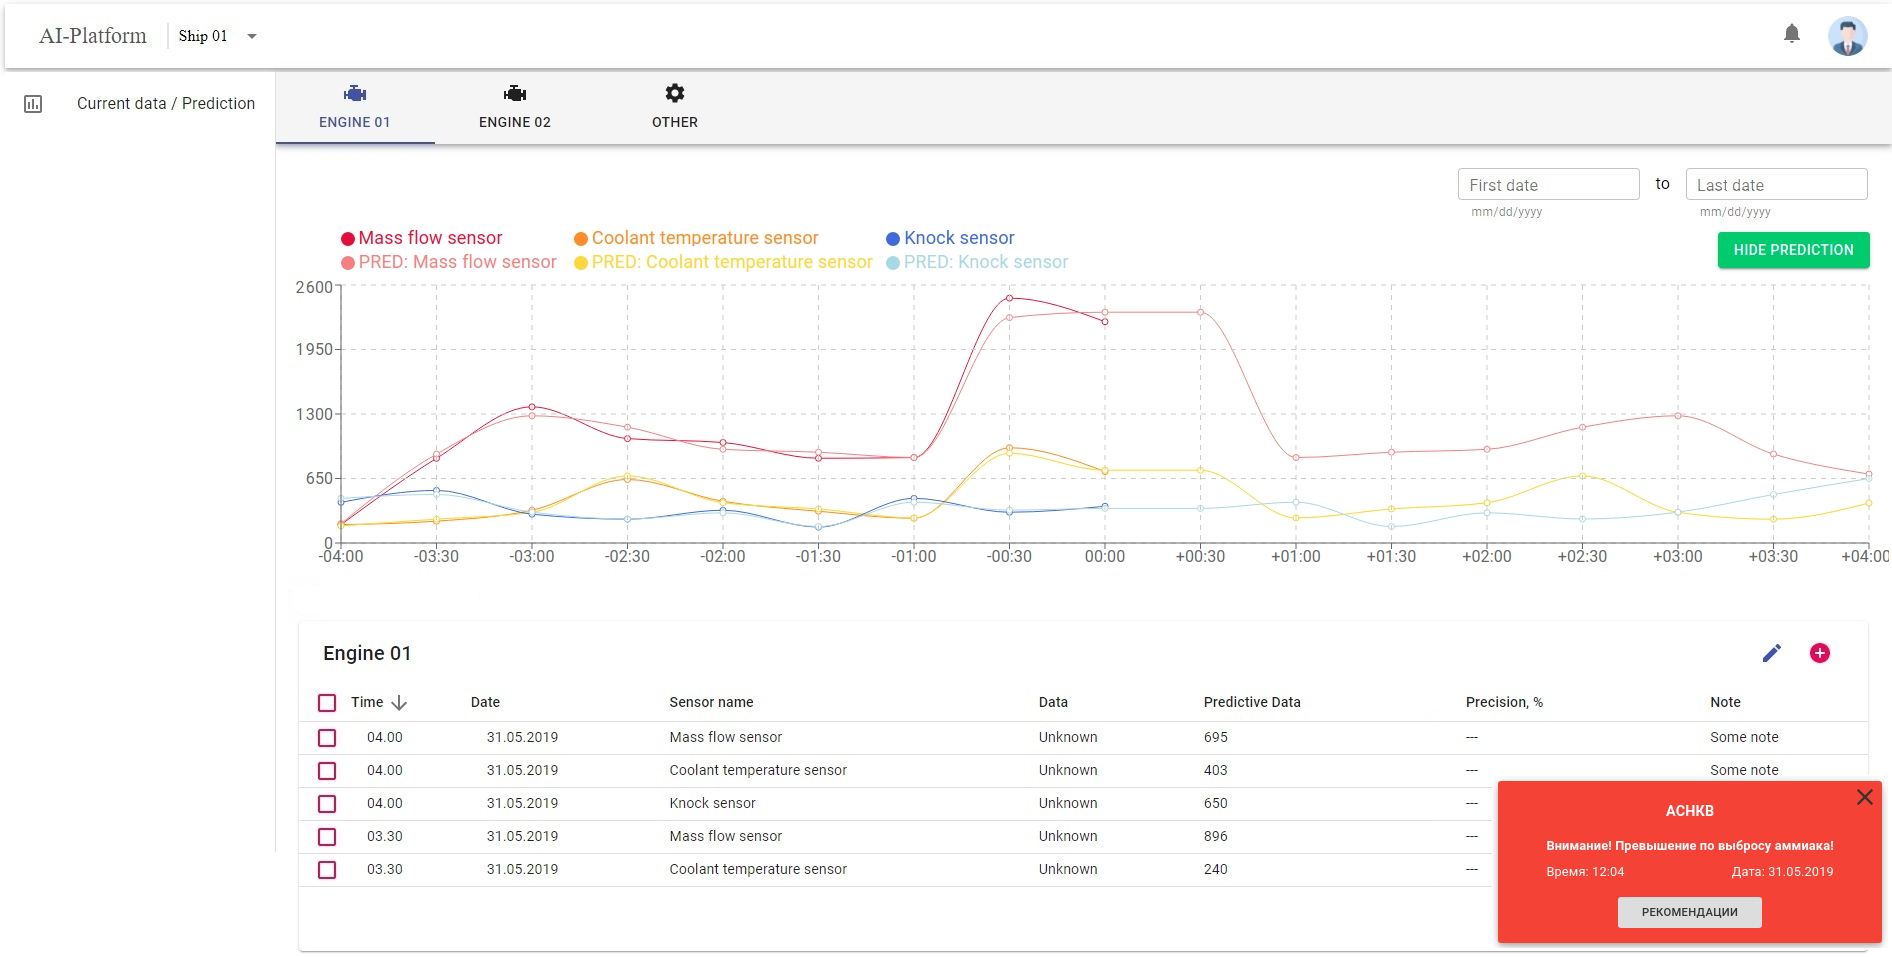 AI-Platform Ship 01
Current data / Prediction
ENGINE 01 ENGINE 02 OTHER
First date to Last date
mm/dd/yyyy mm/dd/yyyy
Mass flow sensor Coolant temperature sensor Knock sensor
PRED: Mass flow sensor PRED: Coolant temperature sensor PRED: Knock sensor
HIDE PREDICTION
2600
1950
1300
650
0
-04:00 -03:30 -03:00 -02:30 -02:00 -01:30 -01:00 -00:30 00:00 +00:30 +01:00 +01:30 +02:00 +02:30 +03:00 +03:30 +04:00
Engine 01
Time Date Sensor name Data Predictive Data Precision, % Note
04.00 31.05.2019 Mass flow sensor Unknown 695 --- Some note
04.00 31.05.2019 Coolant temperature sensor Unknown 403 --- Some note
04.00 31.05.2019 Knock sensor Unknown 650 ---
03.30 31.05.2019 Mass flow sensor Unknown 896 ---
03.30 31.05.2019 Coolant temperature sensor Unknown 240 ---
АСНКВ
Внимание! Превышение по выбросу аммиака!
Время: 12:04 Дата: 31.05.2019
РЕКОМЕНДАЦИИ